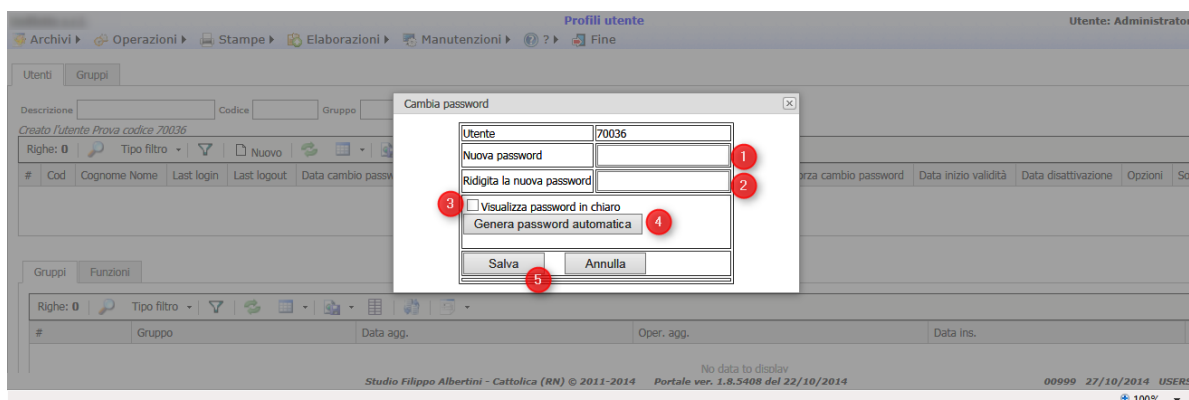 Profili utente
Utente: Administrator
Archivi Operazioni Stampe Elaborazioni Manutenzioni ? Fine
Utenti Gruppi
Descrizione Codice Gruppo
Creato l'utente Prova codice 70036
Righe: 0 Tipo filtro Nuovo
# Cod Cognome Nome Last login Last logout Data cambio passw orza cambio password Data inizio validità Data disattivazione Opzioni So
Cambia password
Utente 70036
Nuova password 1
Ridigita la nuova password 2
3 Visualizza password in chiaro
Genera password automatica 4
Salva Annulla
5
Gruppi Funzioni
Righe: 0 Tipo filtro
# Gruppo Data agg. Oper. agg. Data ins.
No data to display
Studio Filippo Albertini - Cattolica (RN) © 2011-2014 Portale ver. 1.8.5408 del 22/10/2014 00999 27/10/2014 USERS
100%